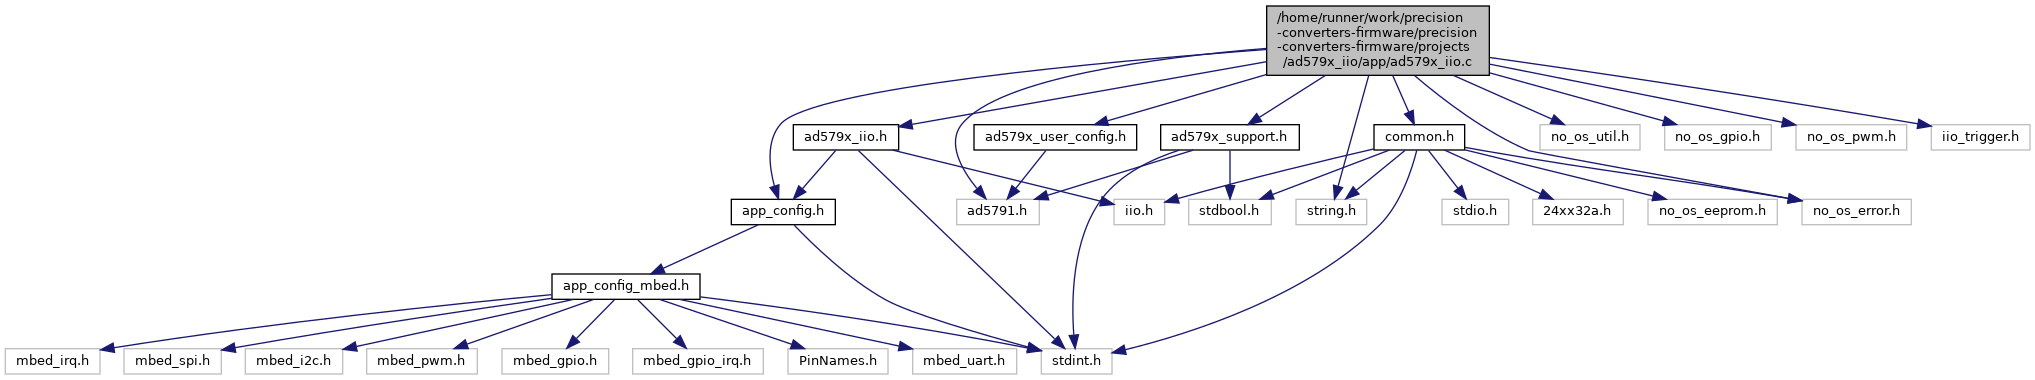 /home/runner/work/precision
-converters-firmware/precision
-converters-firmware/projects
/ad579x_iio/app/ad579x_iio.c
ad579x_iio.h
ad579x_user_config.h
ad579x_support.h
common.h
no_os_util.h
no_os_gpio.h
no_os_pwm.h
iio_trigger.h
app_config.h
ad5791.h
iio.h
stdbool.h
string.h
stdio.h
24xx32a.h
no_os_eeprom.h
no_os_error.h
app_config_mbed.h
mbed_irq.h
mbed_spi.h
mbed_i2c.h
mbed_pwm.h
mbed_gpio.h
mbed_gpio_irq.h
PinNames.h
mbed_uart.h
stdint.h